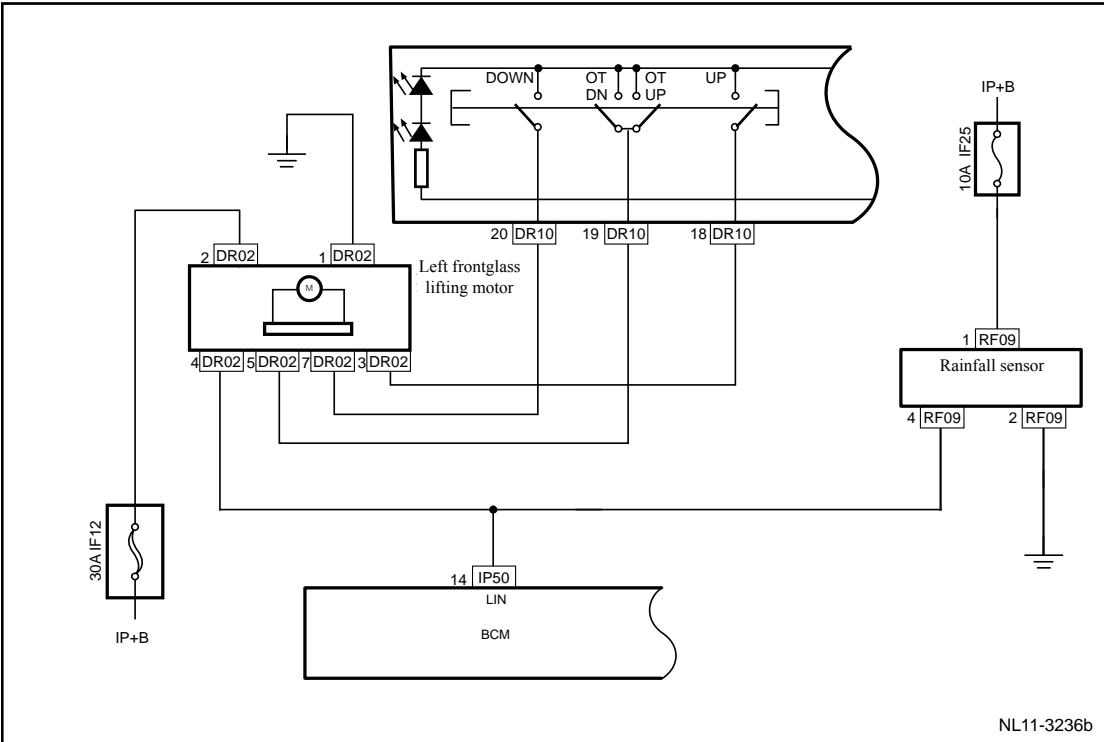 DOWN
OT
DN
OT
UP
UP
IP+B
10A IF25
20 DR10
19 DR10
18 DR10
2 DR02
1 DR02
Left frontglass
lifting motor
M
4 DR02
5 DR02
7 DR02
3 DR02
1 RF09
Rainfall sensor
4 RF09
2 RF09
30A IF12
IP+B
14 IP50
LIN
BCM
NL11-3236b